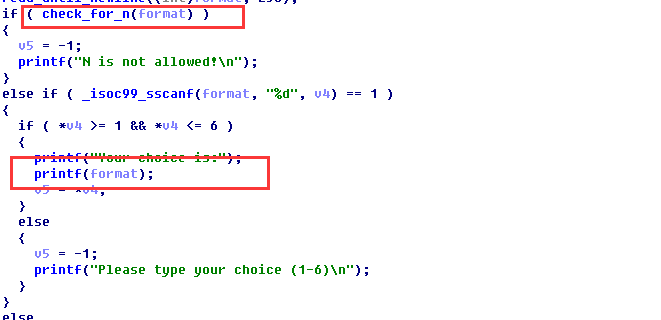 if ( check_for_n(format) )
{
v5 = -1;
printf("N is not allowed!\n");
}
else if ( _isoc99_sscanf(format, "%d", v4) == 1 )
{
if ( *v4 >= 1 && *v4 <= 6 )
{
printf("Your choice is:");
printf(format);
v5 = *v4;
}
else
{
v5 = -1;
printf("Please type your choice (1-6)\n");
}
}
else